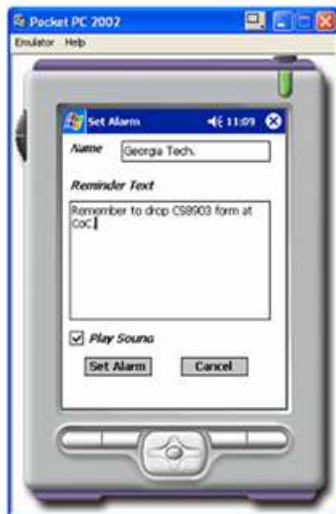 Pocket PC 2002
Emulator Help
Set Alarm 11:09
Name Georgia Tech.
Reminder Text
Remember to drop CS8903 form at
CoC.
Play Sound
Set Alarm Cancel